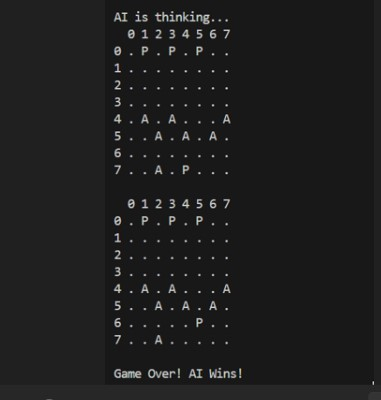 AI is thinking...
  0 1 2 3 4 5 6 7
0 . P . P . P . .
1 . . . . . . . .
2 . . . . . . . .
3 . . . . . . . .
4 . A . A . . . A
5 . . A . A . A .
6 . . . . . . . .
7 . . A . P . . .
  0 1 2 3 4 5 6 7
0 . P . P . P . .
1 . . . . . . . .
2 . . . . . . . .
3 . . . . . . . .
4 . A . A . . . A
5 . . A . A . A .
6 . . . . . P . .
7 . . A . . . . .
Game Over! AI Wins!